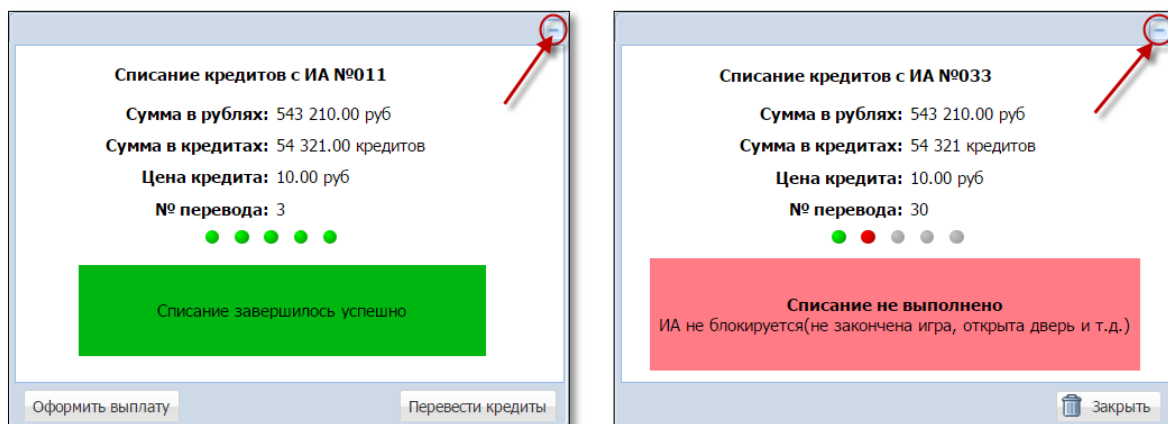 Списание кредитов с ИА №011
Сумма в рублях: 543 210.00 руб
Сумма в кредитах: 54 321.00 кредитов
Цена кредита: 10.00 руб
№ перевода: 3
Списание завершилось успешно
Оформить выплату
Перевести кредиты
Списание кредитов с ИА №033
Сумма в рублях: 543 210.00 руб
Сумма в кредитах: 54 321 кредитов
Цена кредита: 10.00 руб
№ перевода: 30
Списание не выполнено
ИА не блокируется(не закончена игра, открыта дверь и т.д.)
Закрыть